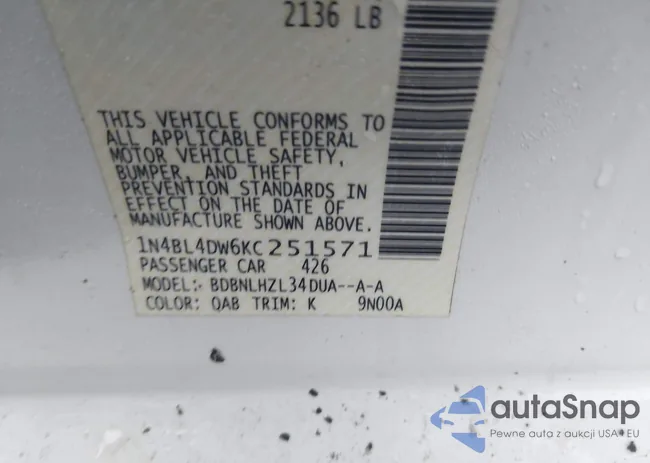 2136 LB
THIS VEHICLE CONFORMS TO
ALL APPLICABLE FEDERAL
MOTOR VEHICLE SAFETY,
BUMPER, AND THEFT
PREVENTION STANDARDS IN
EFFECT ON THE DATE OF
MANUFACTURE SHOWN ABOVE.
1N4BL4DW6KC251571
PASSENGER CAR 426
MODEL: BDBNLHZL34DUA--A-A
COLOR: QAB TRIM: K 9N00A
autaSnap
Pewne auta z aukcji USA i EU